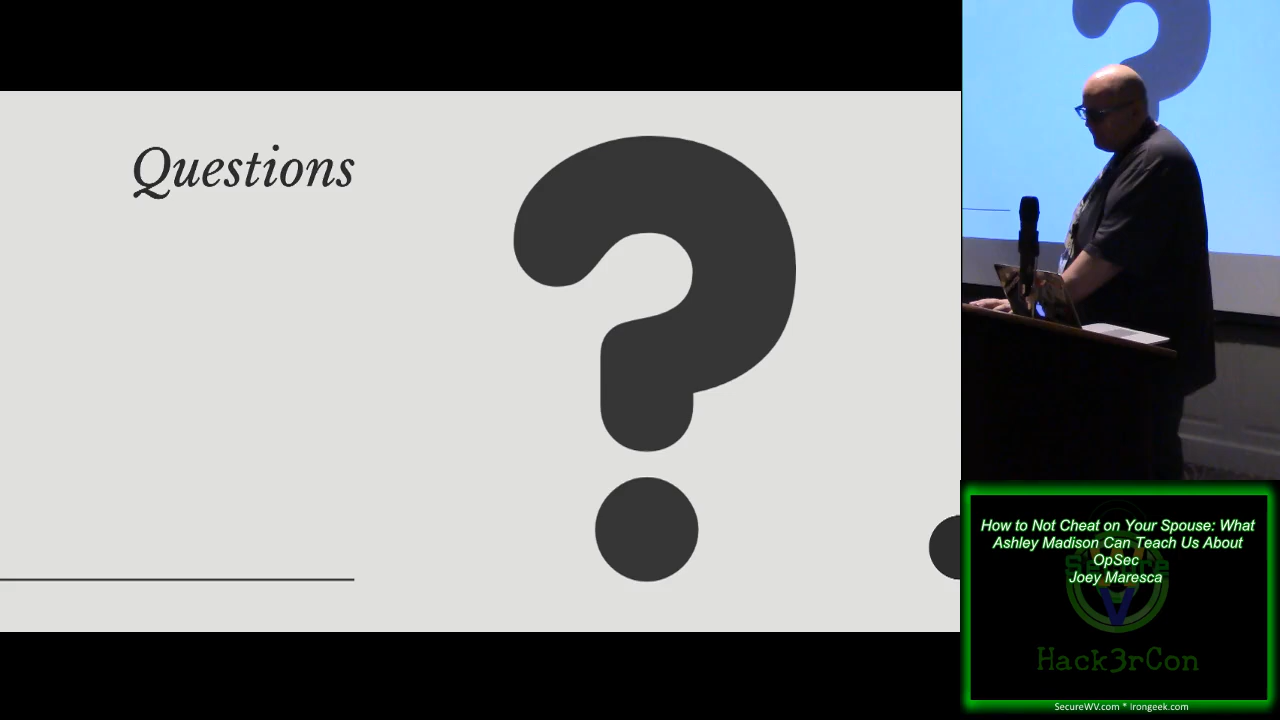 Questions
?
How to Not Cheat on Your Spouse: What
Ashley Madison Can Teach Us About
OpSec
Joey Maresca
Hack3rCon
SecureWV.com * Irongeek.com